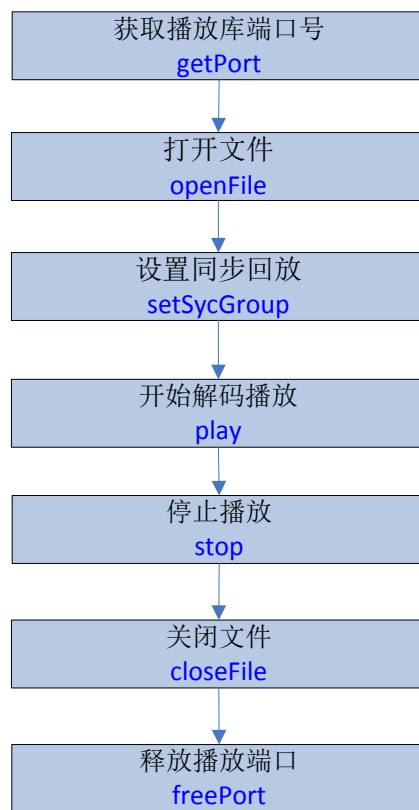 获取播放库端口号
getPort
打开文件
openFile
设置同步回放
setSycGroup
开始解码播放
play
停止播放
stop
关闭文件
closeFile
释放播放端口
freePort